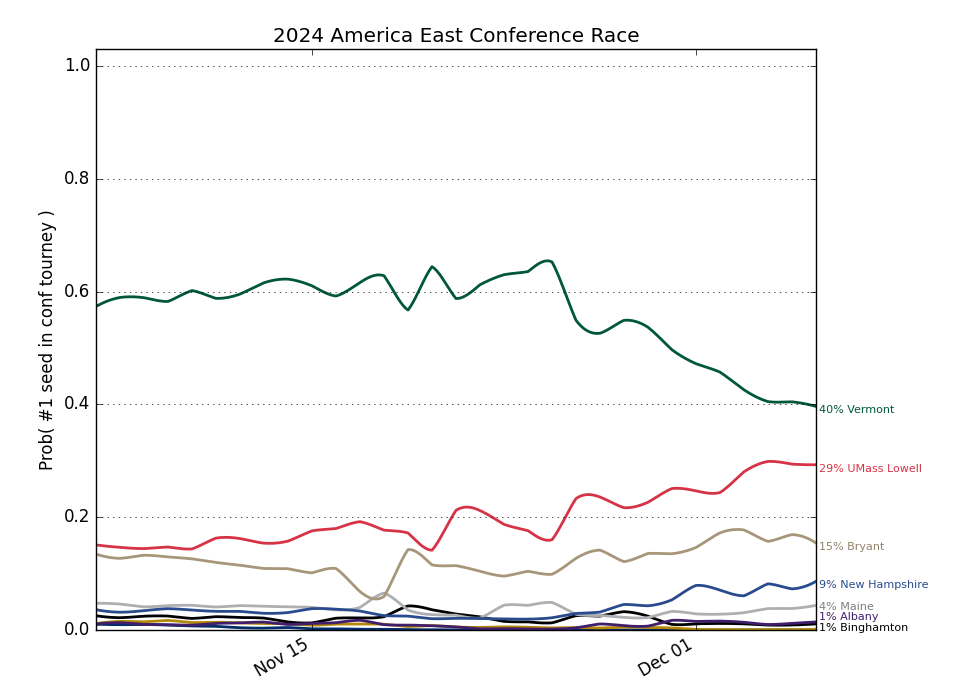 2024 America East Conference Race
Prob( #1 seed in conf tourney )
1.0
0.8
0.6
0.4
0.2
0.0
Nov 15
Dec 01
40% Vermont
29% UMass Lowell
15% Bryant
9% New Hampshire
4% Maine
1% Albany
1% Binghamton